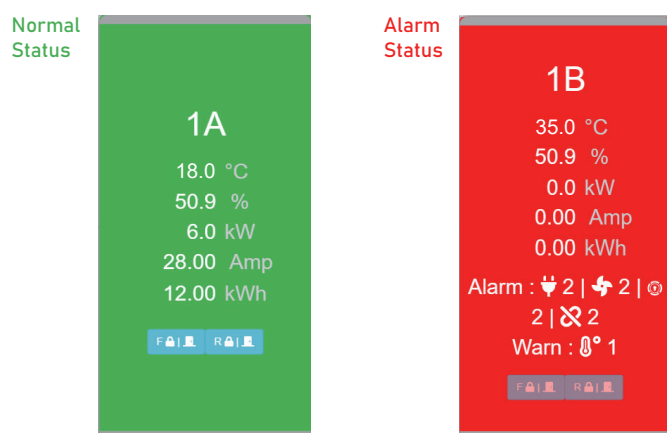 Normal
Status
1A
18.0 °C
50.9 %
6.0 kW
28.00 Amp
12.00 kWh
F | R |
Alarm
Status
1B
35.0 °C
50.9 %
0.0 kW
0.00 Amp
0.00 kWh
Alarm : 2 | 2 |
2 | 2
Warn : 1
F | R |